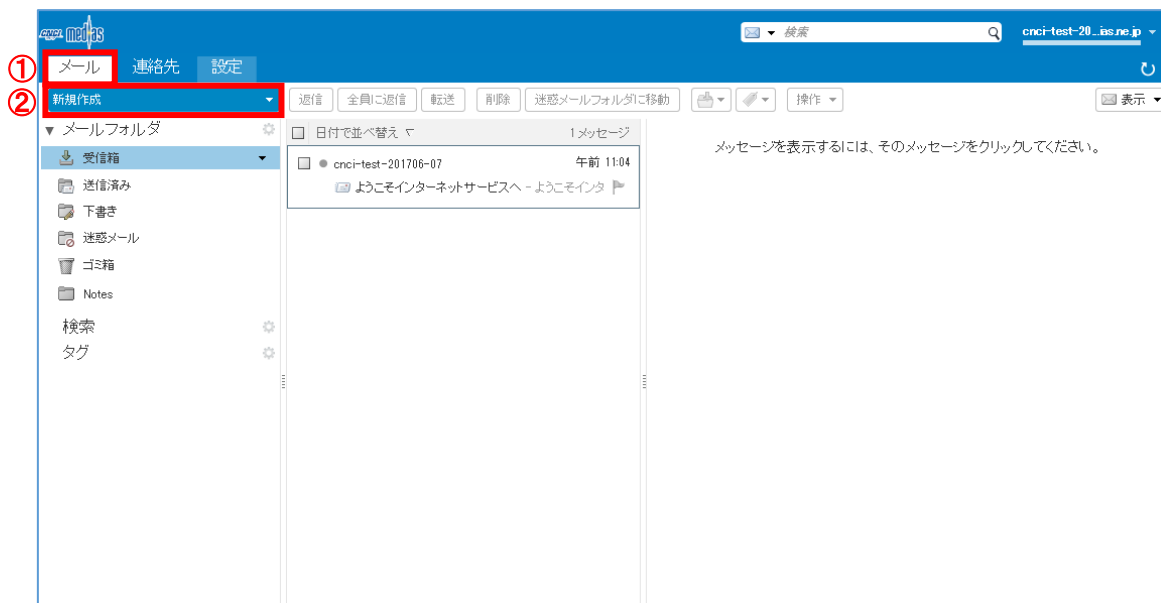 cnci medias
検索
cnci-test-20...ias.ne.jp
① メール 連絡先 設定
② 新規作成
返信 全員に返信 転送 削除 迷惑メールフォルダに移動 操作 表示
メールフォルダ
日付で並べ替え 1 メッセージ
受信箱
cnci-test-201706-07 午前 11:04
ようこそインターネットサービスへ - ようこそインタ
メッセージを表示するには、そのメッセージをクリックしてください。
送信済み
下書き
迷惑メール
ゴミ箱
Notes
検索
タグ